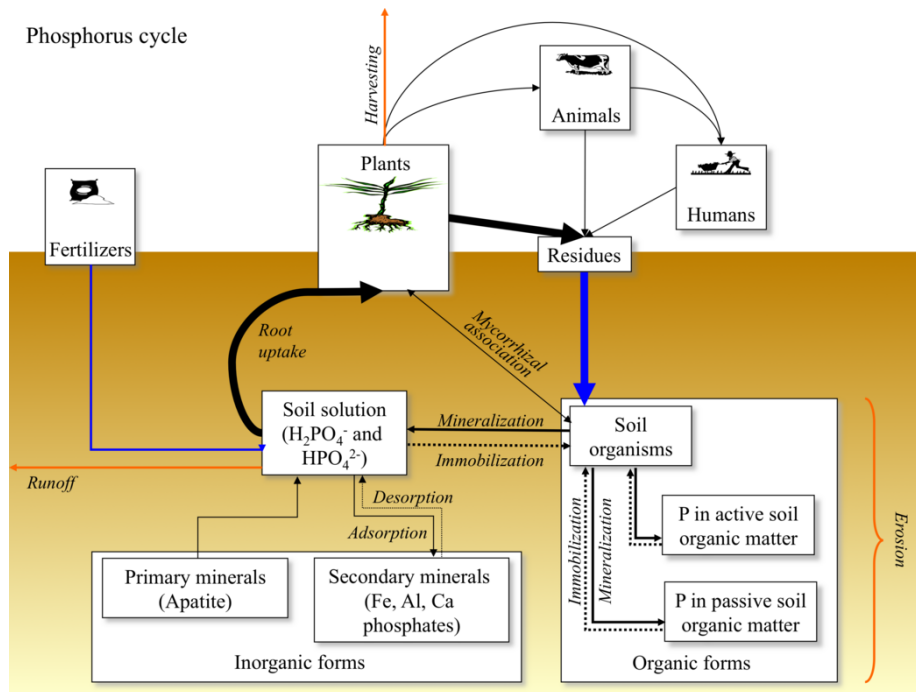 Phosphorus cycle
Harvesting
Animals
Plants
Humans
Fertilizers
Residues
Root
uptake
Mycorrhizal
association
Soil solution
(H₂PO₄⁻ and
HPO₄²⁻)
Mineralization
Immobilization
Soil
organisms
Runoff
Desorption
Adsorption
Immobilization
Mineralization
P in active soil
organic matter
Erosion
Primary minerals
(Apatite)
Secondary minerals
(Fe, Al, Ca
phosphates)
P in passive soil
organic matter
Inorganic forms
Organic forms